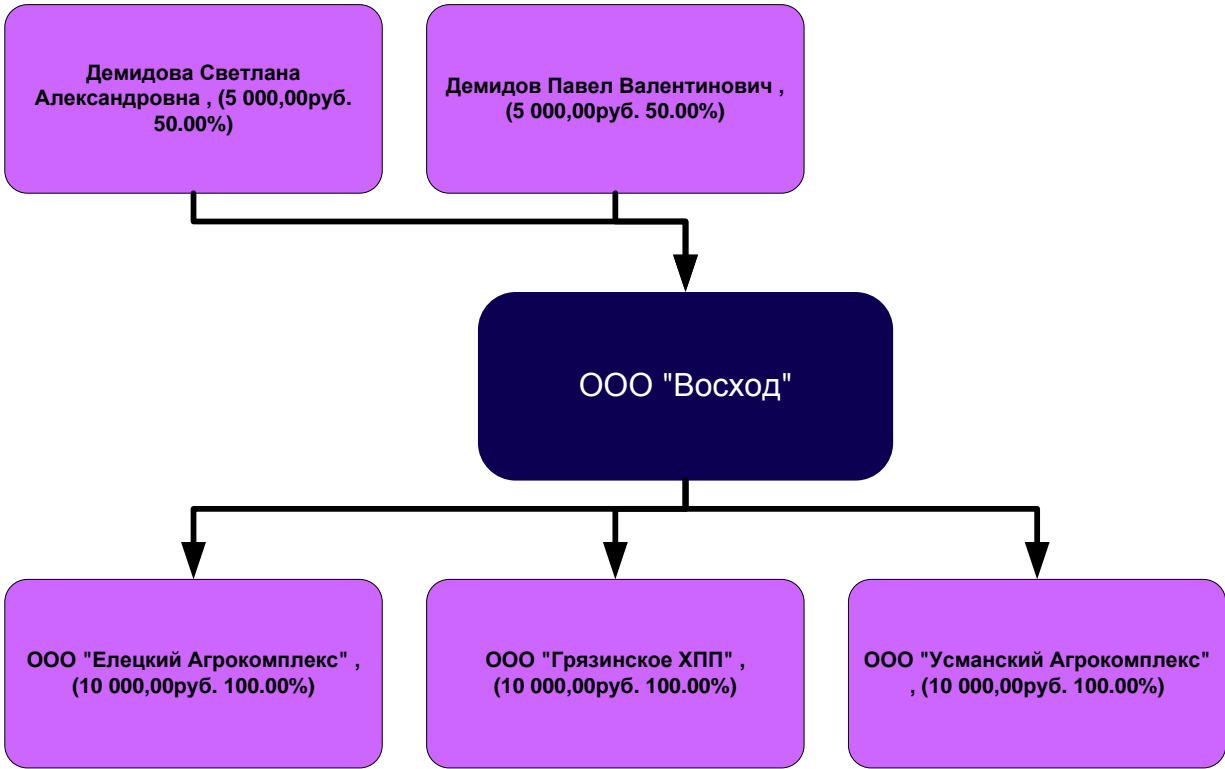 Демидова Светлана
Александровна , (5 000,00руб.
50.00%)
Демидов Павел Валентинович ,
(5 000,00руб. 50.00%)
ООО "Восход"
ООО "Елецкий Агрокомплекс" ,
(10 000,00руб. 100.00%)
ООО "Грязинское ХПП" ,
(10 000,00руб. 100.00%)
ООО "Усманский Агрокомплекс"
, (10 000,00руб. 100.00%)